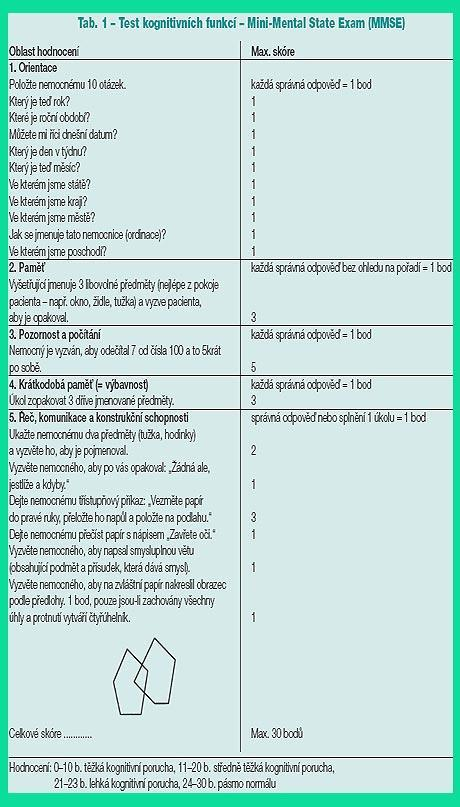 Tab. 1 – Test kognitivních funkcí – Mini-Mental State Exam (MMSE)
Oblast hodnocení Max. skóre
1. Orientace
Položte nemocnému 10 otázek. každá správná odpověď = 1 bod
Který je teď rok? 1
Které je roční období? 1
Můžete mi říci dnešní datum? 1
Který je den v týdnu? 1
Který je teď měsíc? 1
Ve kterém jsme státě? 1
Ve kterém jsme kraji? 1
Ve kterém jsme městě? 1
Jak se jmenuje tato nemocnice (ordinace)? 1
Ve kterém jsme poschodí? 1
2. Paměť každá správná odpověď bez ohledu na pořadí = 1 bod
Vyšetřující jmenuje 3 libovolné předměty (nejlépe z pokoje
pacienta – např. okno, židle, tužka) a vyzve pacienta,
aby je opakoval. 3
3. Pozornost a počítání každá správná odpověď = 1 bod
Nemocný je vyzván, aby odečítal 7 od čísla 100 a to 5krát
po sobě. 5
4. Krátkodobá paměť (= výbavnost) každá správná odpověď = 1 bod
Úkol zopakovat 3 dříve jmenované předměty. 3
5. Řeč, komunikace a konstrukční schopnosti správná odpověď nebo splnění 1 úkolu = 1 bod
Ukažte nemocnému dva předměty (tužka, hodinky)
a vyzvěte ho, aby je pojmenoval. 2
Vyzvěte nemocného, aby po vás opakoval: „Žádná ale,
jestliže a kdyby.“ 1
Dejte nemocnému třístupňový příkaz: „Vezměte papír
do pravé ruky, přeložte ho napůl a položte na podlahu.“ 3
Dejte nemocnému přečíst papír s nápisem „Zavřete oči.“ 1
Vyzvěte nemocného, aby napsal smysluplnou větu
(obsahující podmět a přísudek, která dává smysl). 1
Vyzvěte nemocného, aby na zvláštní papír nakreslil obrazec
podle předlohy. 1 bod, pouze jsou-li zachovány všechny
úhly a protnutí vytváří čtyřúhelník. 1
Celkové skóre ............ Max. 30 bodů
Hodnocení: 0–10 b. těžká kognitivní porucha, 11–20 b. středně těžká kognitivní porucha,
21–23 b. lehká kognitivní porucha, 24–30 b. pásmo normálu